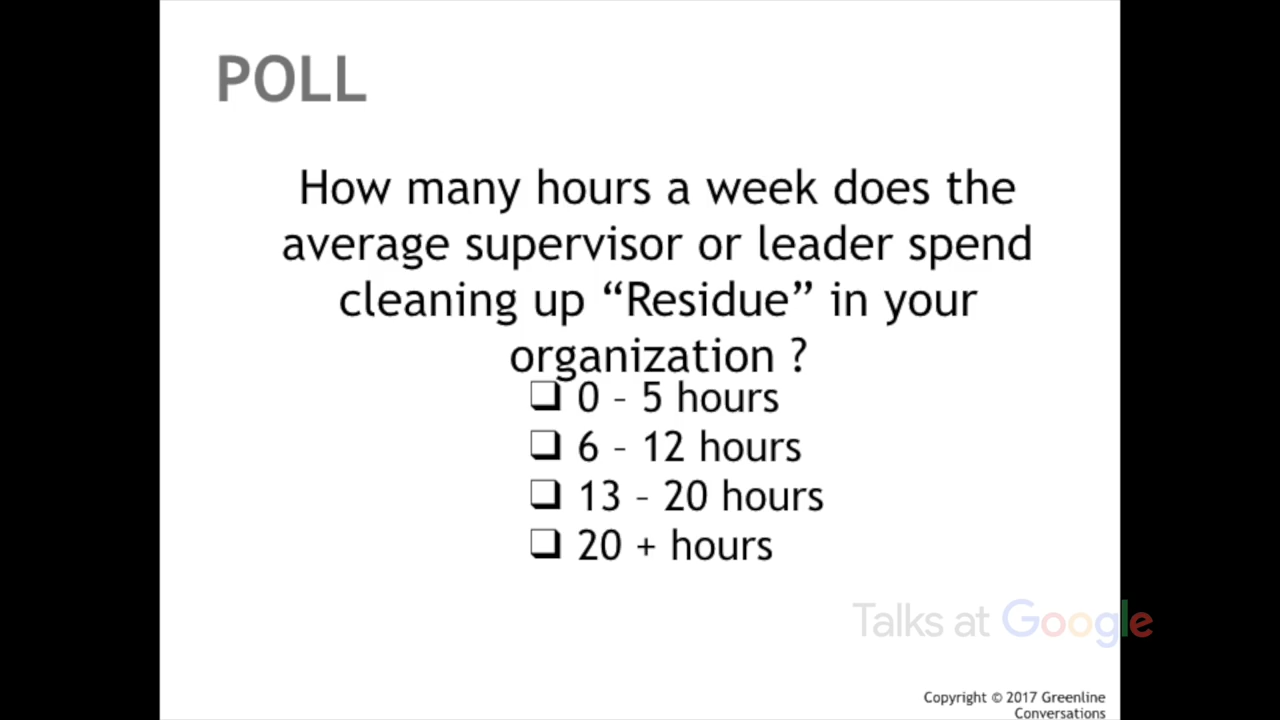 POLL
How many hours a week does the
average supervisor or leader spend
cleaning up “Residue” in your
organization ?
❑ 0 – 5 hours
❑ 6 – 12 hours
❑ 13 – 20 hours
❑ 20 + hours
Talks at Google
Copyright © 2017 Greenline
Conversations